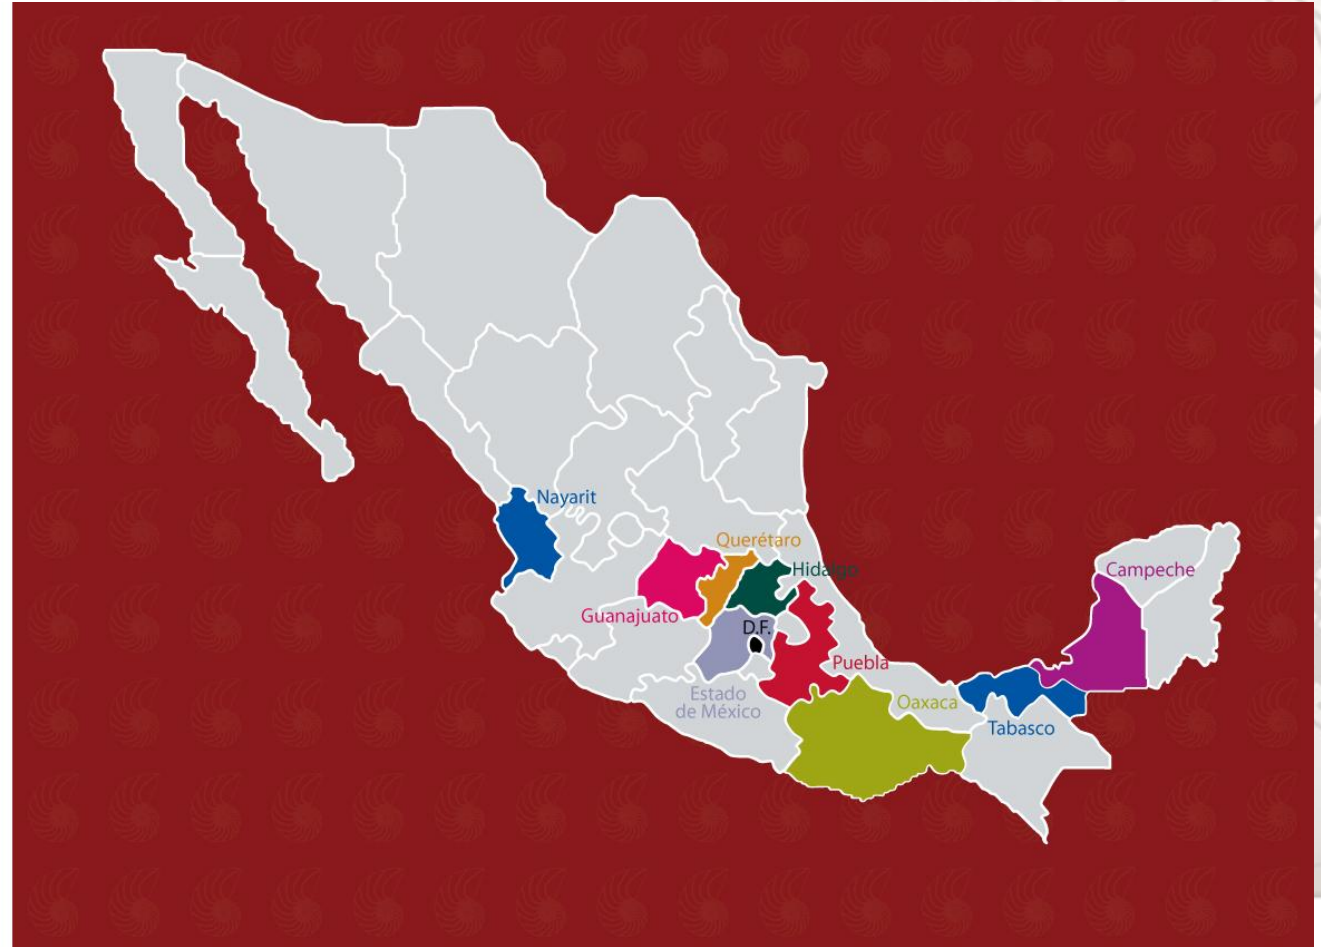 Nayarit
Querétaro
Hidalgo
Campeche
Guanajuato
D.F.
Puebla
Estado
de México
Oaxaca
Tabasco